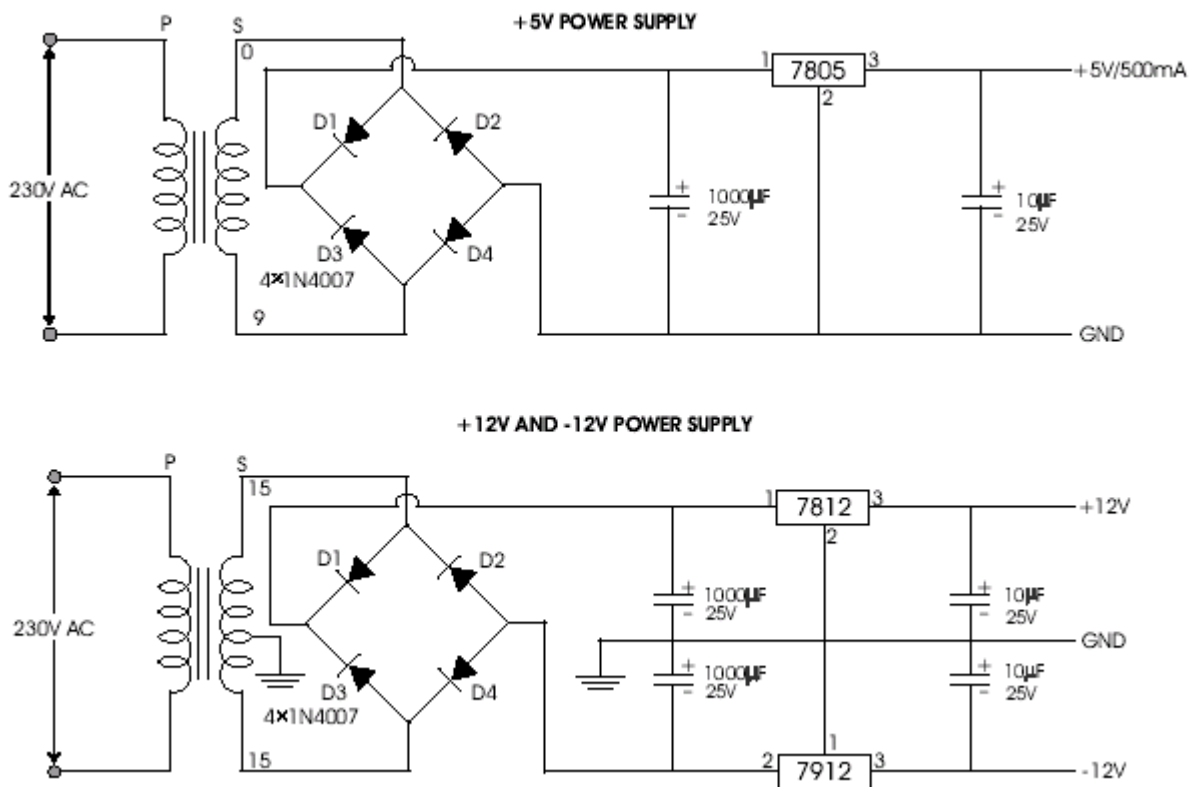 +5V POWER SUPPLY
P
S
0
230V AC
D1
D2
D3
D4
4×1N4007
9
1
7805
3
2
+5V/500mA
+
1000µF
-
25V
+
10µF
-
25V
GND
+12V AND -12V POWER SUPPLY
P
S
15
230V AC
D1
D2
D3
D4
4×1N4007
15
1
7812
3
2
+12V
+
1000µF
-
25V
+
10µF
-
25V
GND
+
1000µF
-
25V
+
10µF
-
25V
1
2
7912
3
-12V